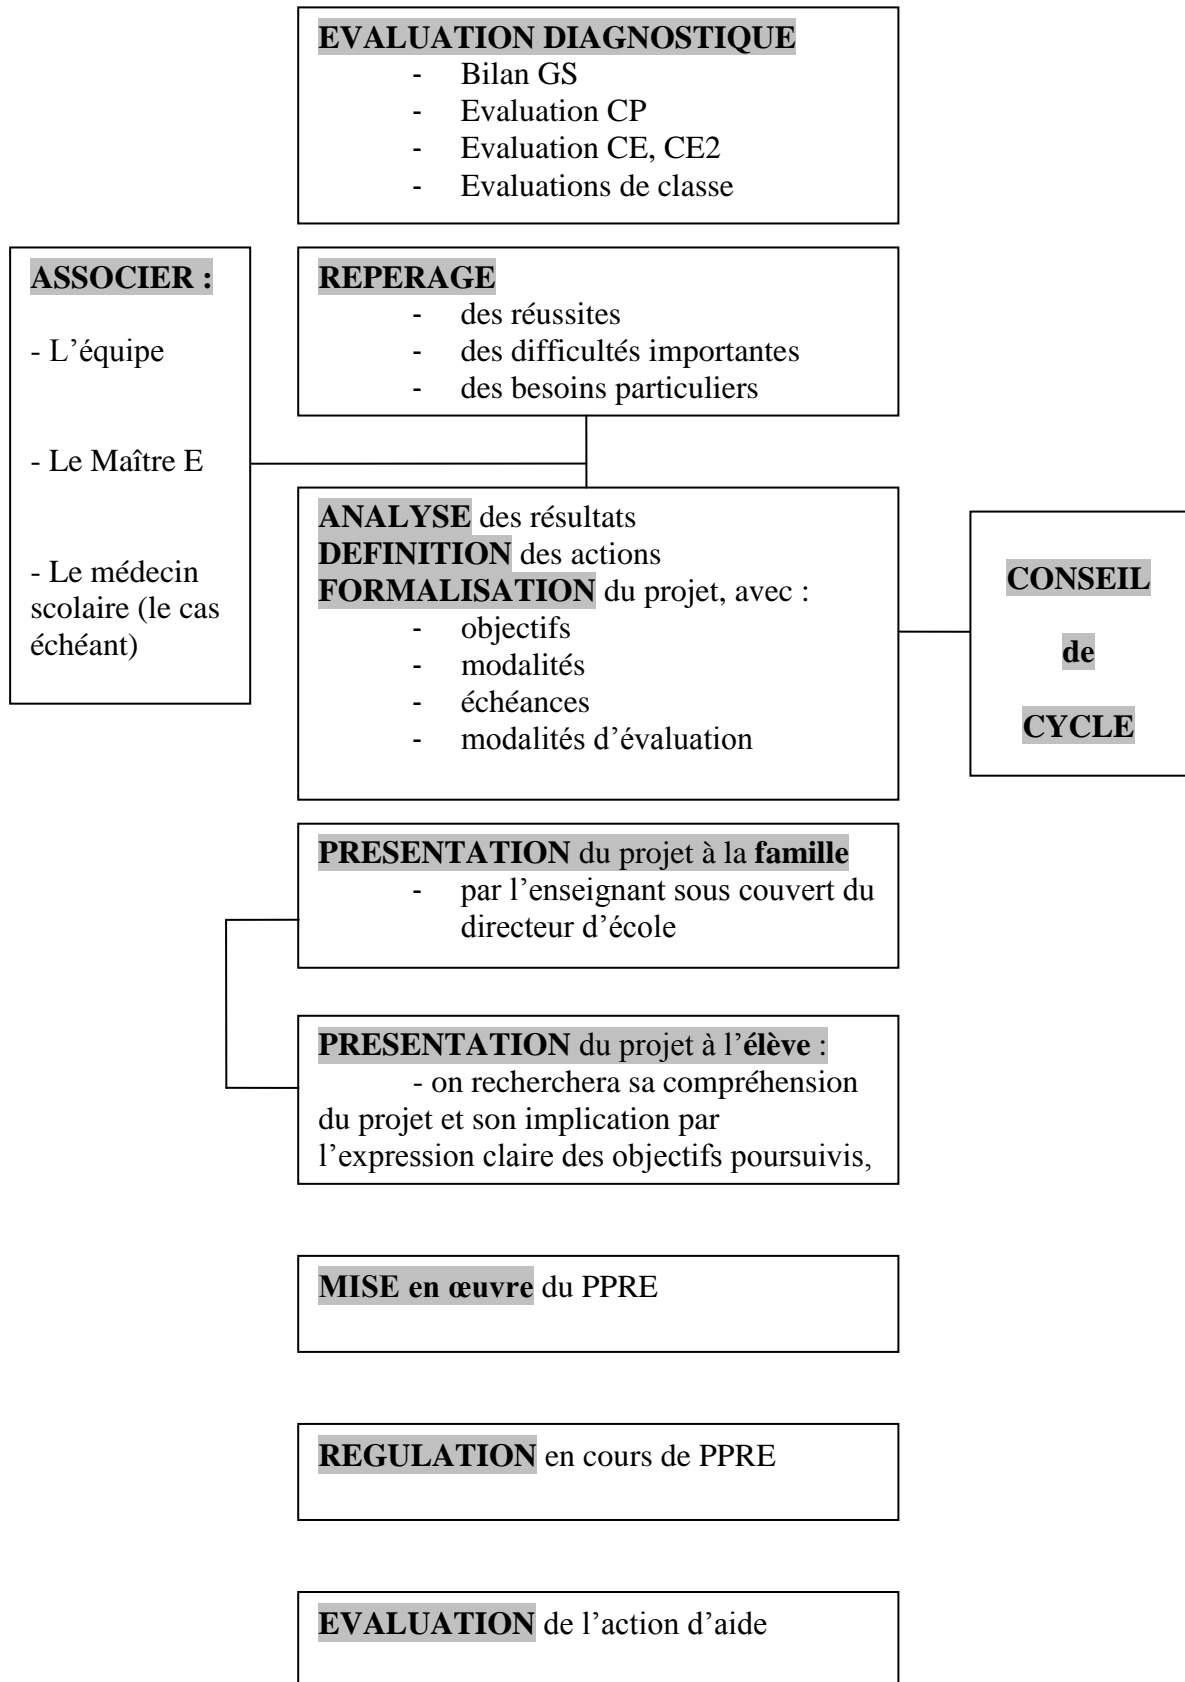 EVALUATION DIAGNOSTIQUE
- Bilan GS
- Evaluation CP
- Evaluation CE, CE2
- Evaluations de classe
ASSOCIER :
- L’équipe
- Le Maître E
- Le médecin
scolaire (le cas
échéant)
REPERAGE
- des réussites
- des difficultés importantes
- des besoins particuliers
ANALYSE des résultats
DEFINITION des actions
FORMALISATION du projet, avec :
- objectifs
- modalités
- échéances
- modalités d’évaluation
CONSEIL
de
CYCLE
PRESENTATION du projet à la famille
- par l’enseignant sous couvert du
directeur d’école
PRESENTATION du projet à l’élève :
- on recherchera sa compréhension
du projet et son implication par
l’expression claire des objectifs poursuivis,
MISE en œuvre du PPRE
REGULATION en cours de PPRE
EVALUATION de l’action d’aide